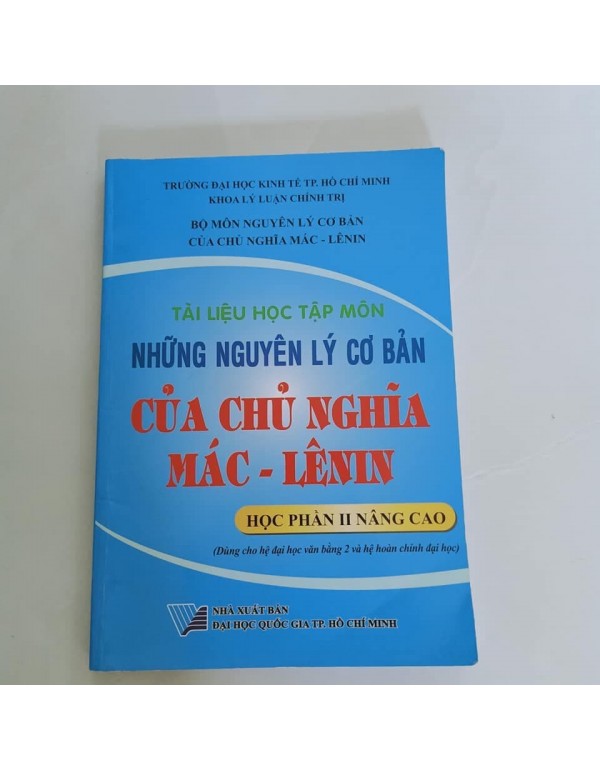 TRƯỜNG ĐẠI HỌC KINH TẾ TP. HỒ CHÍ MINH
KHOA LÝ LUẬN CHÍNH TRỊ
BỘ MÔN NGUYÊN LÝ CƠ BẢN
CỦA CHỦ NGHĨA MÁC - LÊNIN
TÀI LIỆU HỌC TẬP MÔN
NHỮNG NGUYÊN LÝ CƠ BẢN
CỦA CHỦ NGHĨA
MÁC - LÊNIN
HỌC PHẦN II NÂNG CAO
(Dùng cho hệ đại học văn bằng 2 và hệ hoàn chỉnh đại học)
NHÀ XUẤT BẢN
ĐẠI HỌC QUỐC GIA TP. HỒ CHÍ MINH